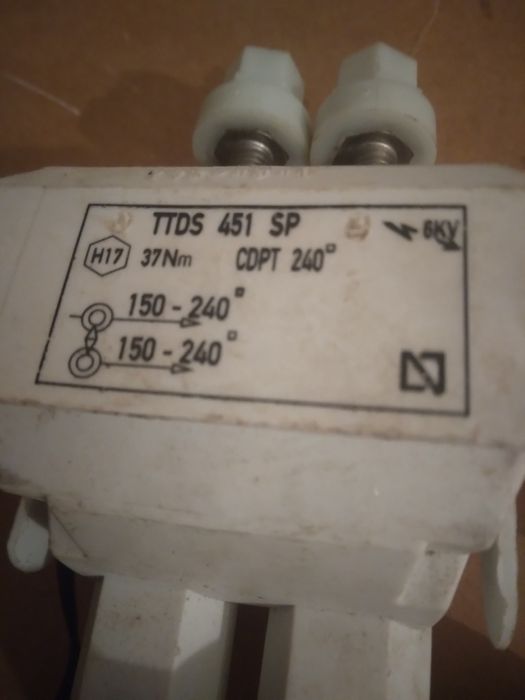 TTDS 451 SP 6KV
H17 37Nm CDPT 240□
150 - 240□
150 - 240□